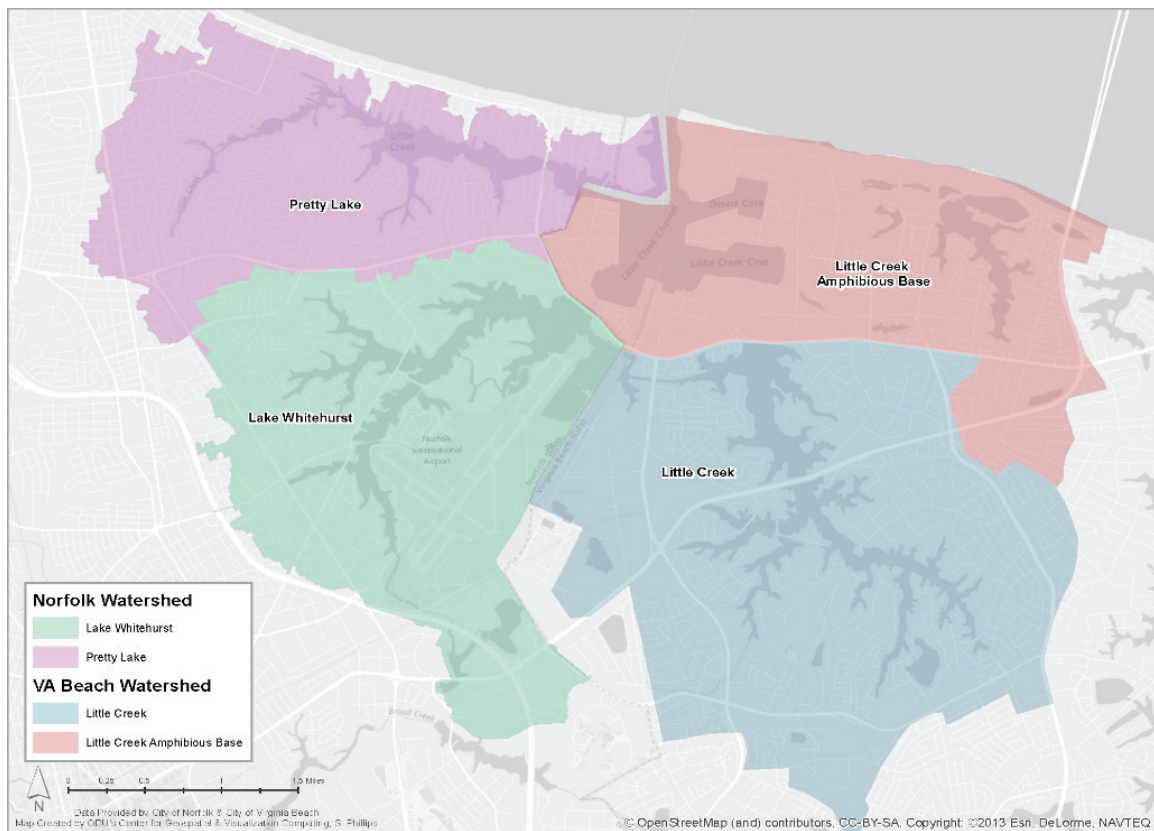 Little
Creek
Little Creek
Pretty Lake
Desert Cove
Little Creek Channel
Little Creek Cove
Little Creek
Amphibious Base
Lake Whitehurst
Norfolk
International
Airport
Norfolk (City)
Virginia Beach (City)
Little Creek
Broad Creek
Norfolk Watershed
Lake Whitehurst
Pretty Lake
VA Beach Watershed
Little Creek
Little Creek Amphibious Base
0 0.25 0.5 1 1.5 Miles
N
Data Provided by City of Norfolk & City of Virginia Beach
Map Created by ODU's Center for Geospatial & Visualization Computing, G. Phillips
© OpenStreetMap (and) contributors, CC-BY-SA, Copyright: ©2013 Esri, DeLorme, NAVTEQ